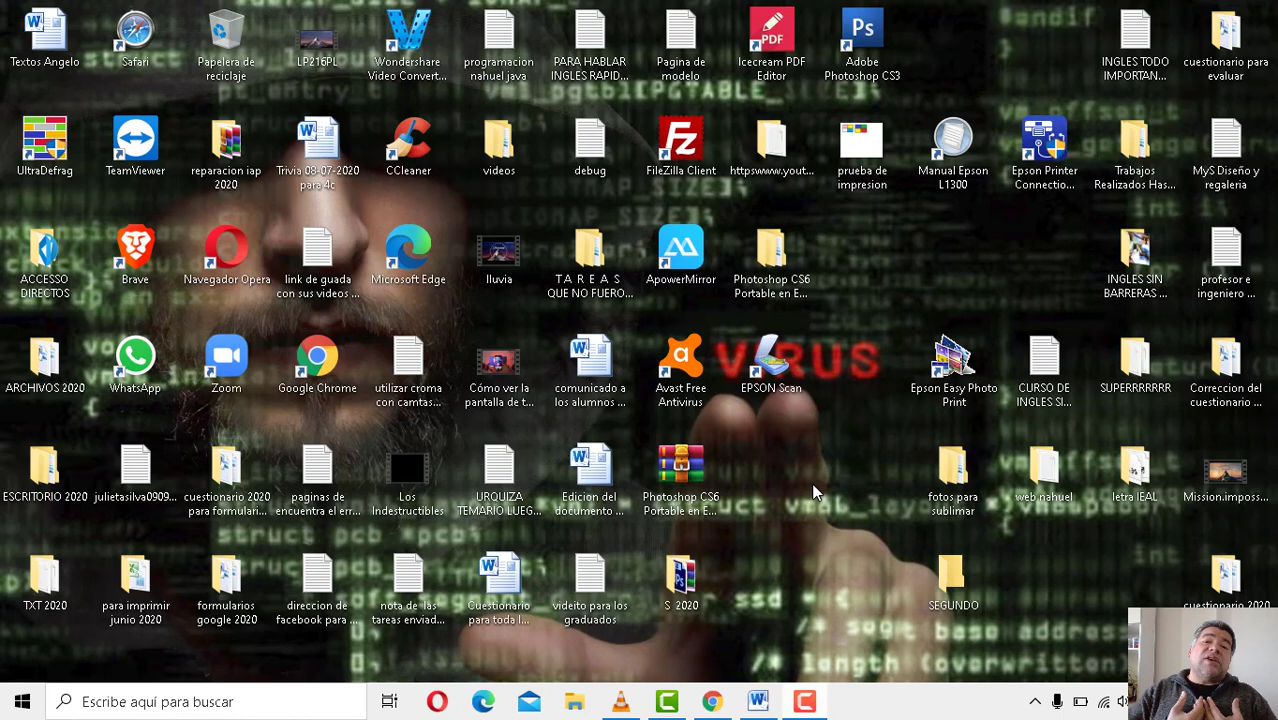 Textos Angelo
Safari
Papelera de
reciclaje
LP216PL
Wondershare
Video Convert...
programacion
nahuel java
PARA HABLAR
INGLES RAPID...
Pagina de
modelo
PDF
Icecream PDF
Editor
Ps
Adobe
Photoshop CS3
INGLES TODO
IMPORTAN...
cuestionario para
evaluar
UltraDefrag
TeamViewer
reparacion iap
2020
Trivia 08-07-2020
para 4c
CCleaner
videos
debug
Fz
FileZilla Client
httpswww.yout...
prueba de
impresion
Manual Epson
L1300
Epson Printer
Connectio...
Trabajos
Realizados Has...
MyS Diseño y
regaleria
ACCESSO
DIRECTOS
Brave
Navegador Opera
link de guada
con sus videos ...
Microsoft Edge
lluvia
T A R E A S
QUE NO FUERO...
ApowerMirror
Photoshop CS6
Portable en E...
INGLES SIN
BARRERAS ...
profesor e
ingeniero ...
VIRUS
ARCHIVOS 2020
WhatsApp
Zoom
Google Chrome
utilizar croma
con camtas...
Cómo ver la
pantalla de t...
comunicado a
los alumnos ...
Avast Free
Antivirus
EPSON Scan
Epson Easy Photo
Print
CURSO DE
INGLES SI...
SUPERRRRRRR
Correccion del
cuestionario ...
ESCRITORIO 2020
julietasilva0909...
cuestionario 2020
para formulari...
paginas de
encuentra el err...
Los
Indestructibles
URQUIZA
TEMARIO LUEG...
Edicion del
documento ...
Photoshop CS6
Portable en E...
fotos para
sublimar
web nahuel
letra IEAL
Mission.imposs...
TXT 2020
para imprimir
junio 2020
formularios
google 2020
direccion de
facebook para ...
nota de las
tareas enviad...
Cuestionario
para toda l...
videito para los
graduados
S 2020
SEGUNDO
cuestionario 2020
/* length (overwritten
Escribe aquí para buscar